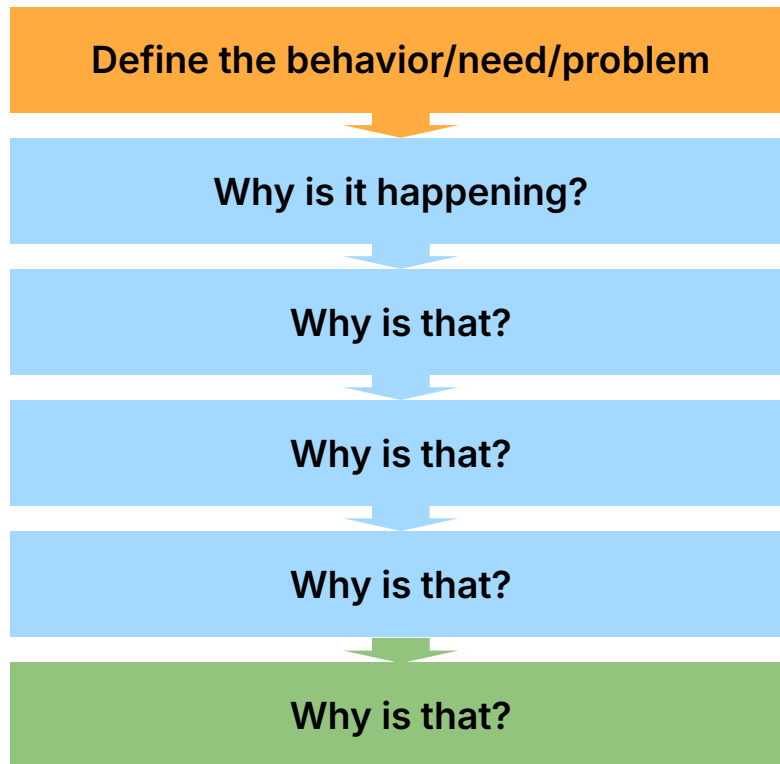 Define the behavior/need/problem
Why is it happening?
Why is that?
Why is that?
Why is that?
Why is that?